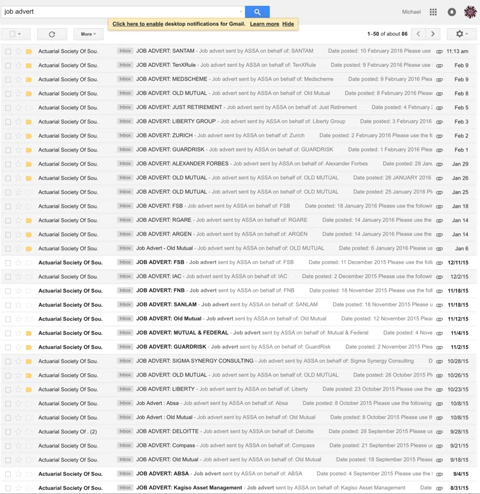 job advert
Michael
Click here to enable desktop notifications for Gmail. Learn more Hide
More
1–50 of about 86
Actuarial Society Of Sou. Inbox JOB ADVERT: SANTAM - Job advert sent by ASSA on behalf of: SANTAM Date posted: 10 February 2016 Please use 11:13 am
Actuarial Society Of Sou. Inbox JOB ADVERT: TenXRule - Job advert sent by ASSA on behalf of: TenXRule Date posted: 9 February 2016 Please use the Feb 9
Actuarial Society Of Sou. Inbox JOB ADVERT: MEDSCHEME - Job advert sent by ASSA on behalf of: Medscheme Date posted: 9 February 2016 Feb 9
Actuarial Society Of Sou. Inbox JOB ADVERT: OLD MUTUAL - Job advert sent by ASSA on behalf of: Old Mutual Date posted: 8 February 2016 Feb 8
Actuarial Society Of Sou. Inbox JOB ADVERT: JUST RETIREMENT - Job advert sent by ASSA on behalf of: Just Retirement Date posted: 4 February Feb 5
Actuarial Society Of Sou. Inbox JOB ADVERT: LIBERTY GROUP - Job advert sent by ASSA on behalf of: Liberty Group Date posted: 3 February 2016 Feb 3
Actuarial Society Of Sou. Inbox JOB ADVERT: ZURICH - Job advert sent by ASSA on behalf of: Zurich Date posted: 2 February 2016 Please use the Feb 2
Actuarial Society Of Sou. Inbox JOB ADVERT: GUARDRISK - Job advert sent by ASSA on behalf of: GUARDRISK Date posted: 1 February 2016 Feb 1
Actuarial Society Of Sou. Inbox JOB ADVERT: ALEXANDER FORBES - Job advert sent by ASSA on behalf of: Alexander Forbes Date posted: 28 Jan Jan 29
Actuarial Society Of Sou. Inbox JOB ADVERT: OLD MUTUAL - Job advert sent by ASSA on behalf of: OLD MUTUAL Date posted: 26 JANUARY 2016 Jan 26
Actuarial Society Of Sou. Inbox JOB ADVERT: OLD MUTUAL - Job advert sent by ASSA on behalf of: OLD MUTUAL Date posted: 25 January 2016 Jan 25
Actuarial Society Of Sou. Inbox JOB ADVERT: FSB - Job advert sent by ASSA on behalf of: FSB Date posted: 18 January 2016 Please use the Jan 18
Actuarial Society Of Sou. Inbox JOB ADVERT: RGARE - Job advert sent by ASSA on behalf of: RGARE Date posted: 14 January 2016 Please use the Jan 14
Actuarial Society Of Sou. Inbox JOB ADVERT: ARGEN - Job advert sent by ASSA on behalf of: ARGEN Date posted: 14 January 2016 Please use the Jan 14
Actuarial Society Of Sou. Inbox Job Advert - Old Mutual - Job advert sent by ASSA on behalf of: OLD MUTUAL Date posted: 6 January 2016 Please use Jan 6
Actuarial Society Of Sou. Inbox JOB ADVERT: FSB - Job advert sent by ASSA on behalf of: FSB Date posted: 11 December 2015 Please use the 12/11/15
Actuarial Society Of Sou. Inbox JOB ADVERT: IAC - Job advert sent by ASSA on behalf of: IAC Date posted: 2 December 2015 Please use the 12/2/15
Actuarial Society Of Sou. Inbox JOB ADVERT: FNB - Job advert sent by ASSA on behalf of: FNB Date posted: 18 November 2015 Please use the 11/18/15
Actuarial Society Of Sou. Inbox JOB ADVERT: SANLAM - Job advert sent by ASSA on behalf of: SANLAM Date posted: 18 November 2015 Please 11/18/15
Actuarial Society Of Sou. Inbox JOB ADVERT: Old Mutual - Job advert sent by ASSA on behalf of: Old Mutual Date posted: 12 November 2015 11/12/15
Actuarial Society Of Sou. Inbox JOB ADVERT: MUTUAL & FEDERAL - Job advert sent by ASSA on behalf of: Mutual & Federal Date posted: 4 11/4/15
Actuarial Society Of Sou. Inbox JOB ADVERT: GUARDRISK - Job advert sent by ASSA on behalf of: GuardRisk Date posted: 2 November 2015 11/2/15
Actuarial Society Of Sou. Inbox JOB ADVERT: SIGMA SYNERGY CONSULTING - Job advert sent by ASSA on behalf of: Sigma Synergy Consulting 10/28/15
Actuarial Society Of Sou. Inbox JOB ADVERT: OLD MUTUAL - Job advert sent by ASSA on behalf of: OLD MUTUAL Date posted: 26 October 2015 10/26/15
Actuarial Society Of Sou. Inbox JOB ADVERT: LIBERTY - Job advert sent by ASSA on behalf of: Liberty Date posted: 23 October 2015 Please use 10/23/15
Actuarial Society Of Sou. Inbox Job Advert : Absa - Job advert sent by ASSA on behalf of: Absa Date posted: 8 October 2015 Please use the following 10/8/15
Actuarial Society Of Sou. Inbox Job Advert : Old Mutual - Job advert sent by ASSA on behalf of: Old Mutual Date posted: 8 October 2015 Please use the 10/8/15
Actuarial Society Of . (2) Inbox JOB ADVERT: DELOITTE - Job advert sent by ASSA on behalf of: Deloitte Date posted: 28 September 2015 Please 9/28/15
Actuarial Society Of Sou. Inbox JOB ADVERT: Compass - Job advert sent by ASSA on behalf of: Compass Date posted: 21 September 2015 Please 9/21/15
Actuarial Society Of Sou. Inbox JOB ADVERT: Old Mutual - Job advert sent by ASSA on behalf of: Old Mutual Date posted: 18 September 2015 9/18/15
Actuarial Society Of Sou. Inbox JOB ADVERT: ABSA - Job advert sent by ASSA on behalf of: ABSA Date posted: 4 September 2015 Please use the 9/4/15
Actuarial Society Of Sou. Inbox JOB ADVERT: Kagiso Asset Management - Job advert sent by ASSA on behalf of: Kagiso Asset Management Date 8/31/15